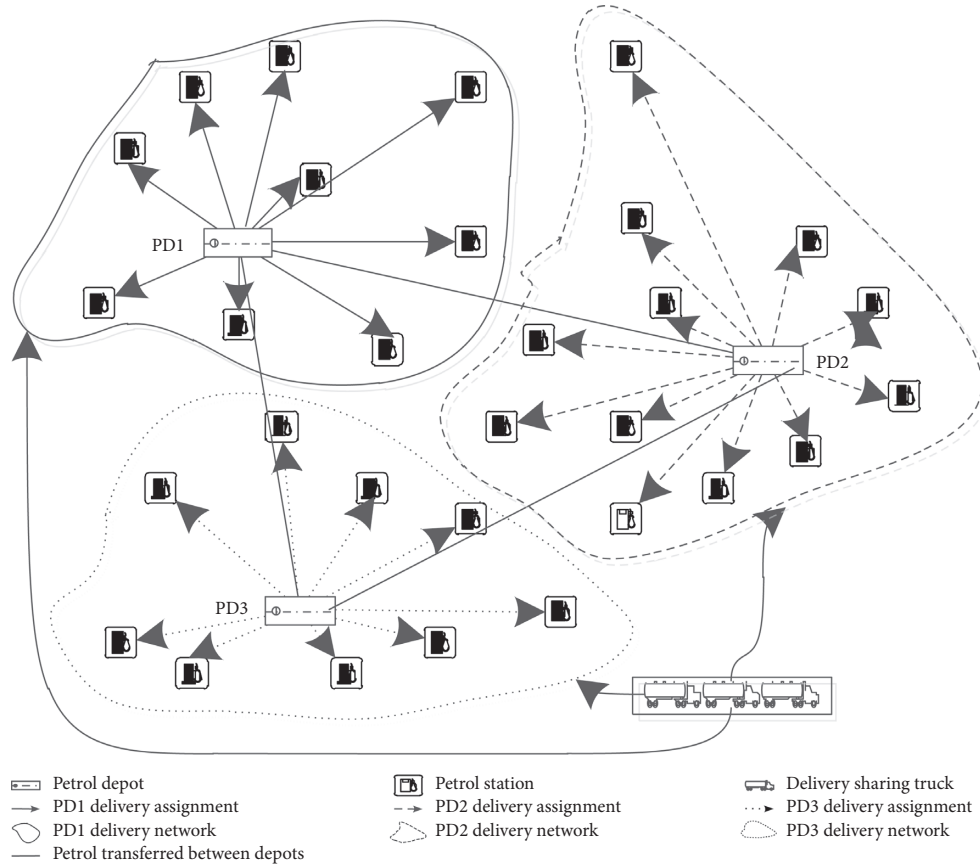 PD1
PD2
PD3
Petrol depot
Petrol station
Delivery sharing truck
PD1 delivery assignment
PD2 delivery assignment
PD3 delivery assignment
PD1 delivery network
PD2 delivery network
PD3 delivery network
Petrol transferred between depots